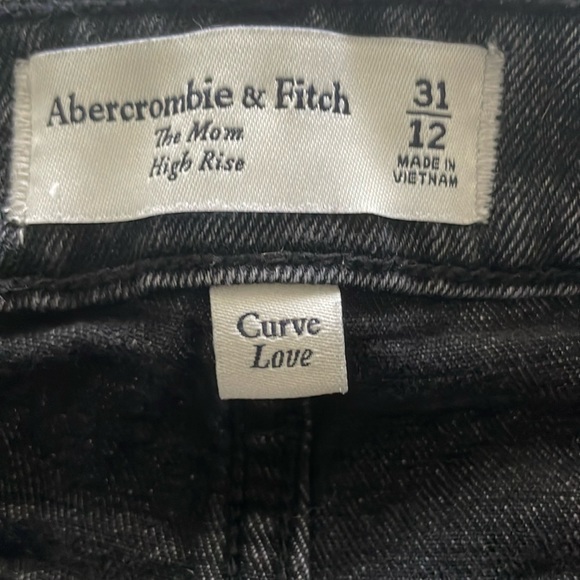 Abercrombie & Fitch
The Mom
High Rise
31
12
MADE IN
VIETNAM
Curve
Love